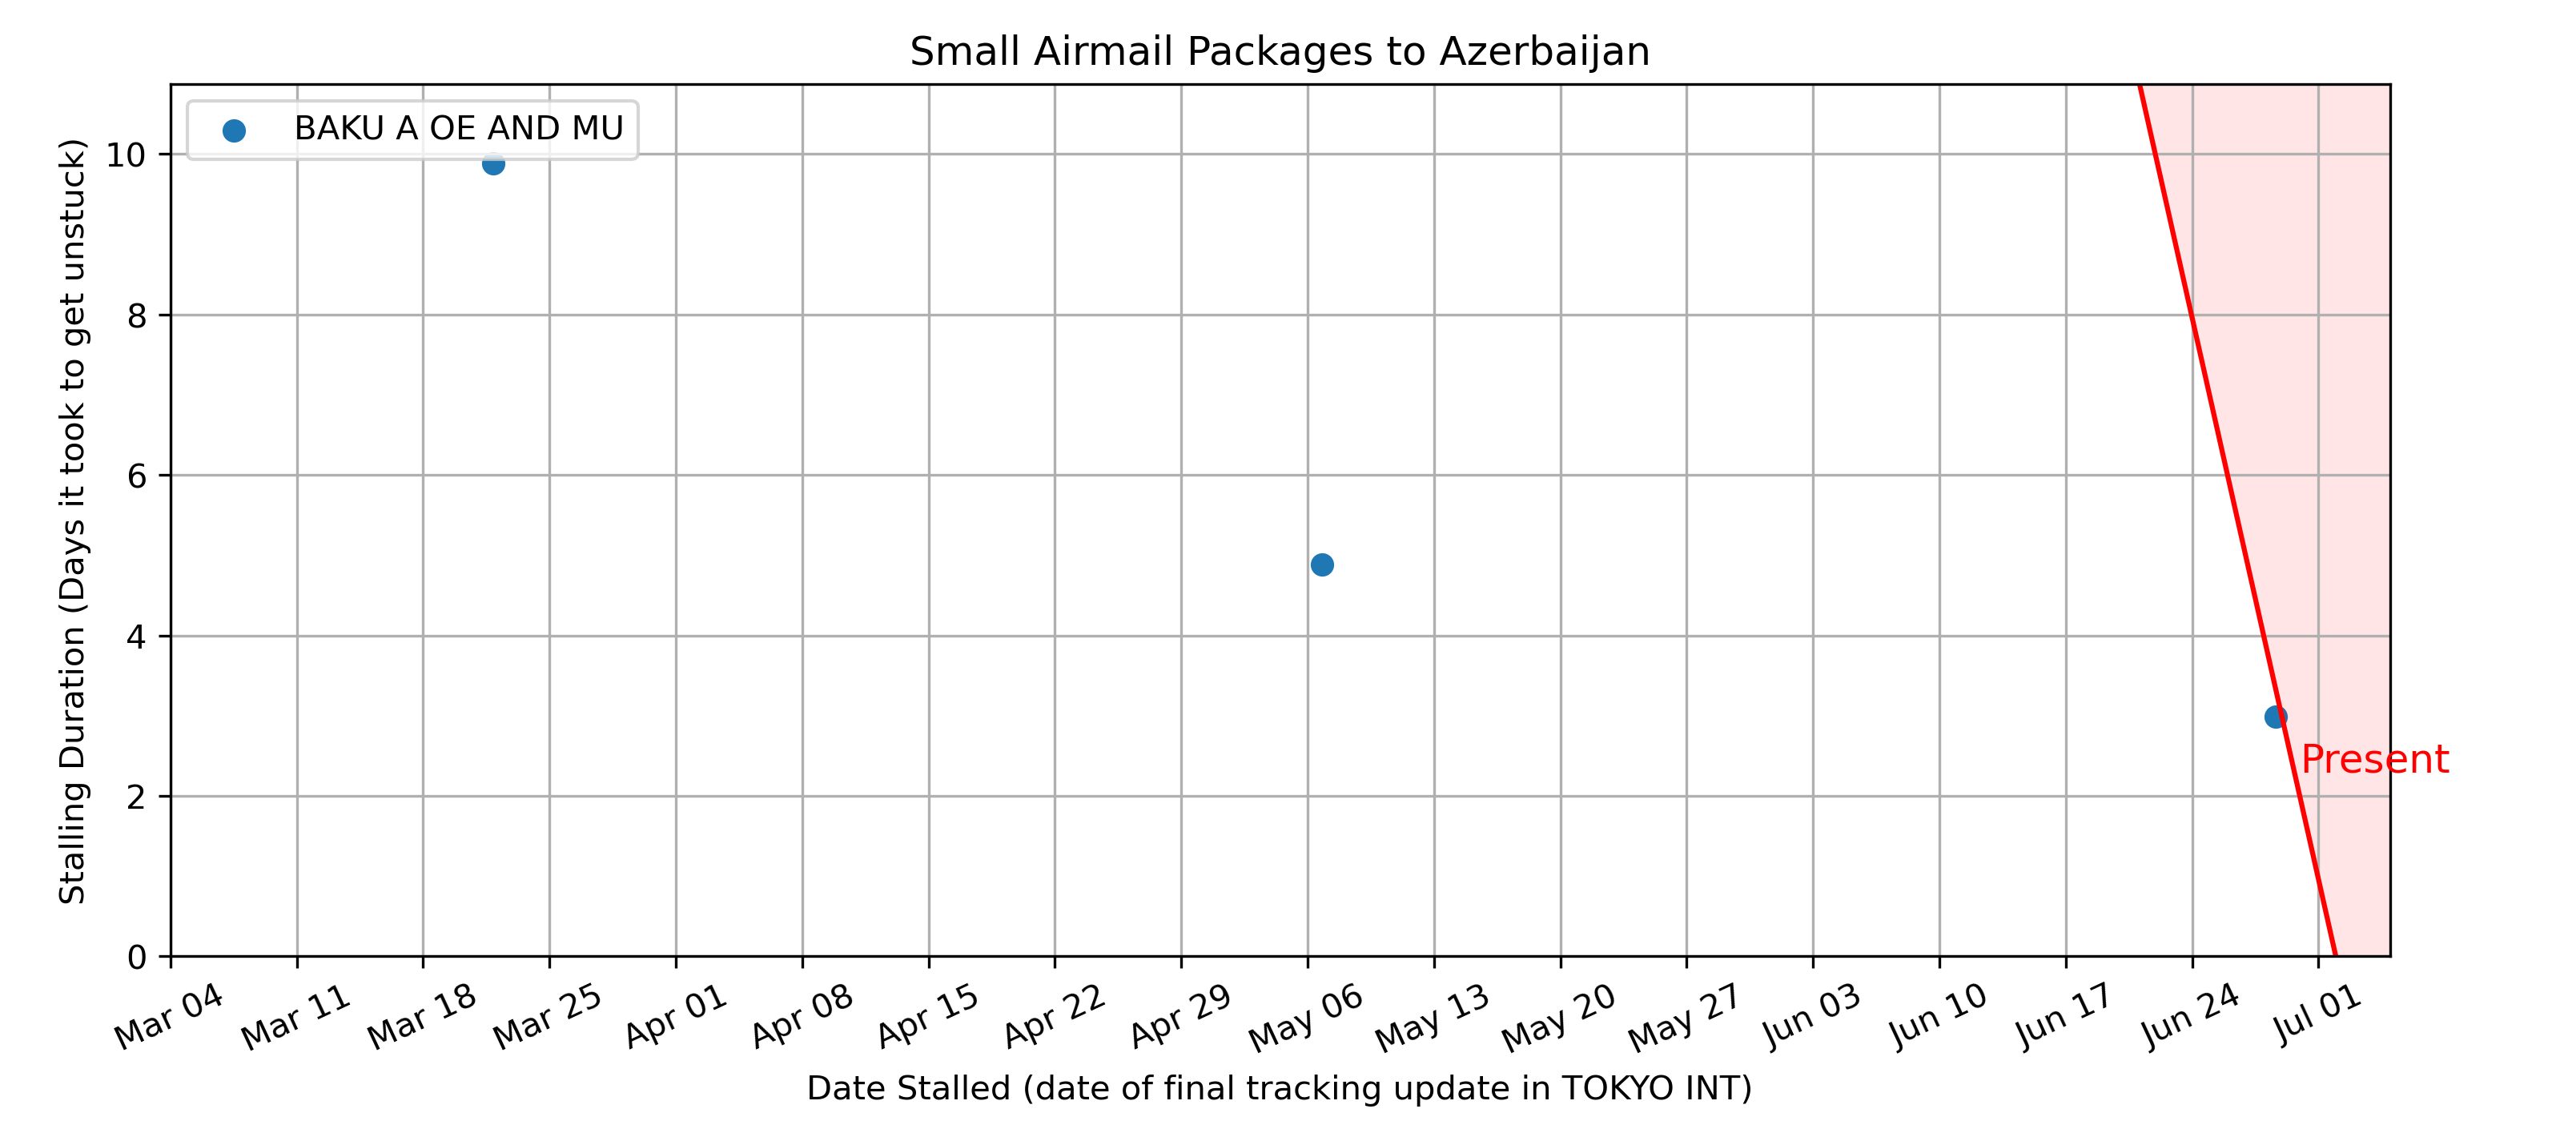 Small Airmail Packages to Azerbaijan
BAKU A OE AND MU
Stalling Duration (Days it took to get unstuck)
10
8
6
4
2
0
Present
Mar 04
Mar 11
Mar 18
Mar 25
Apr 01
Apr 08
Apr 15
Apr 22
Apr 29
May 06
May 13
May 20
May 27
Jun 03
Jun 10
Jun 17
Jun 24
Jul 01
Date Stalled (date of final tracking update in TOKYO INT)